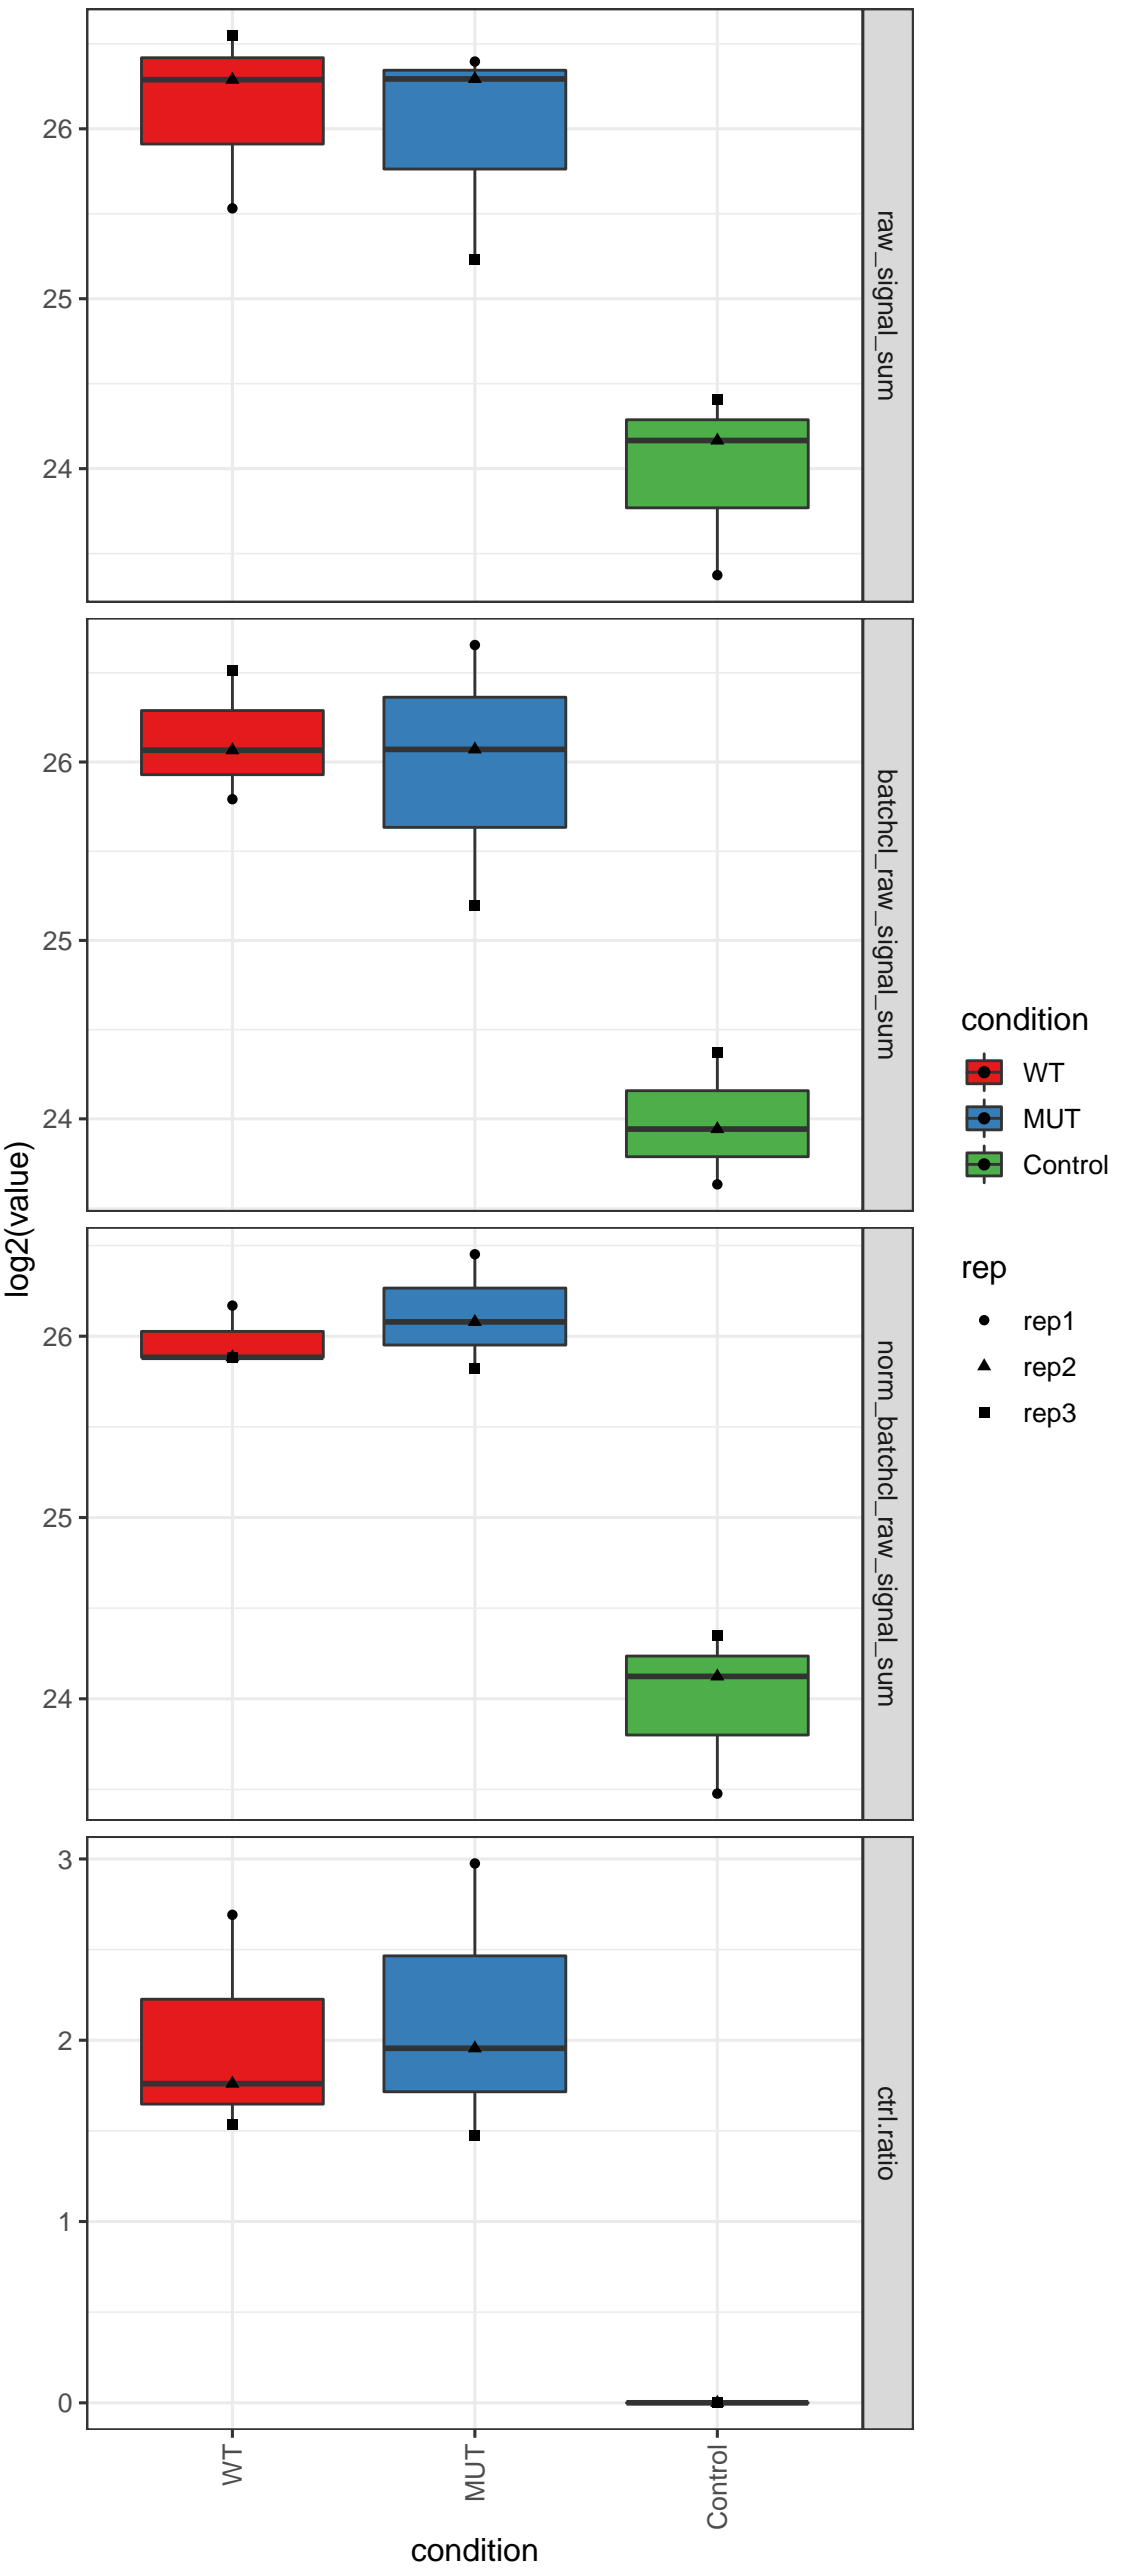 log2(value)
26
25
24
raw_signal_sum
26
25
24
batchcl_raw_signal_sum
26
25
24
norm_batchcl_raw_signal_sum
3
2
1
0
ctrl.ratio
WT
MUT
Control
condition
condition
WT
MUT
Control
rep
rep1
rep2
rep3